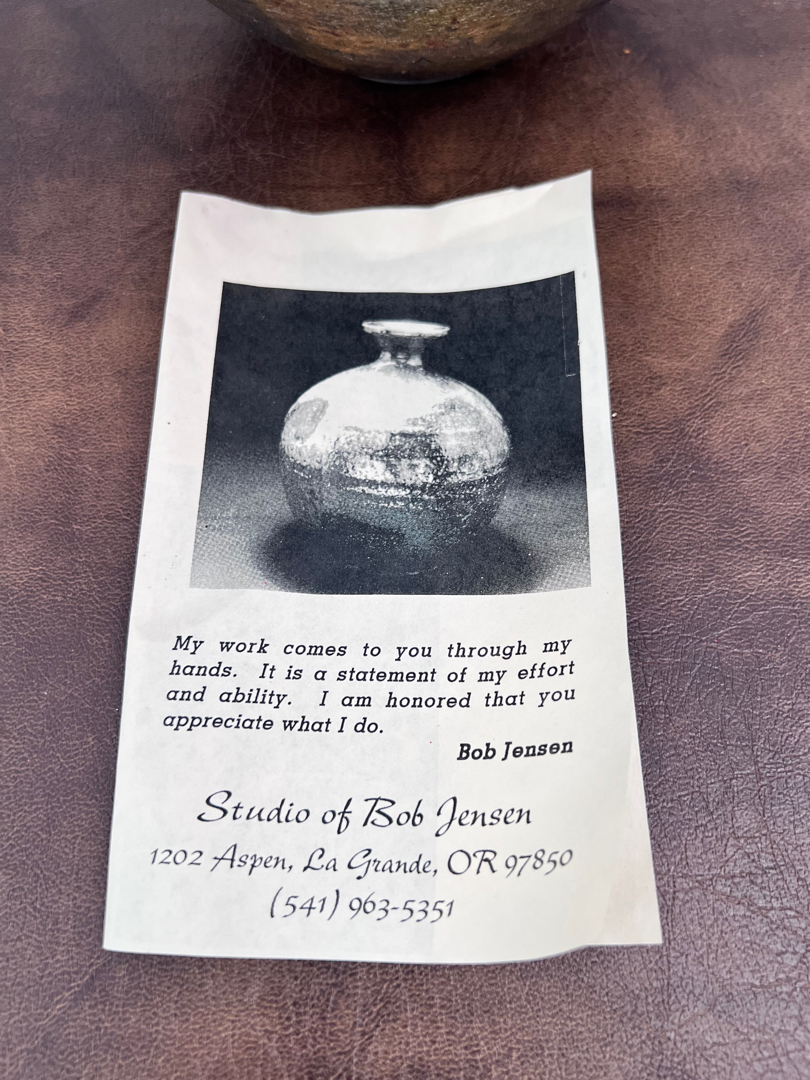 My work comes to you through my
hands. It is a statement of my effort
and ability. I am honored that you
appreciate what I do.
Bob Jensen
Studio of Bob Jensen
1202 Aspen, La Grande, OR 97850
(541) 963-5351